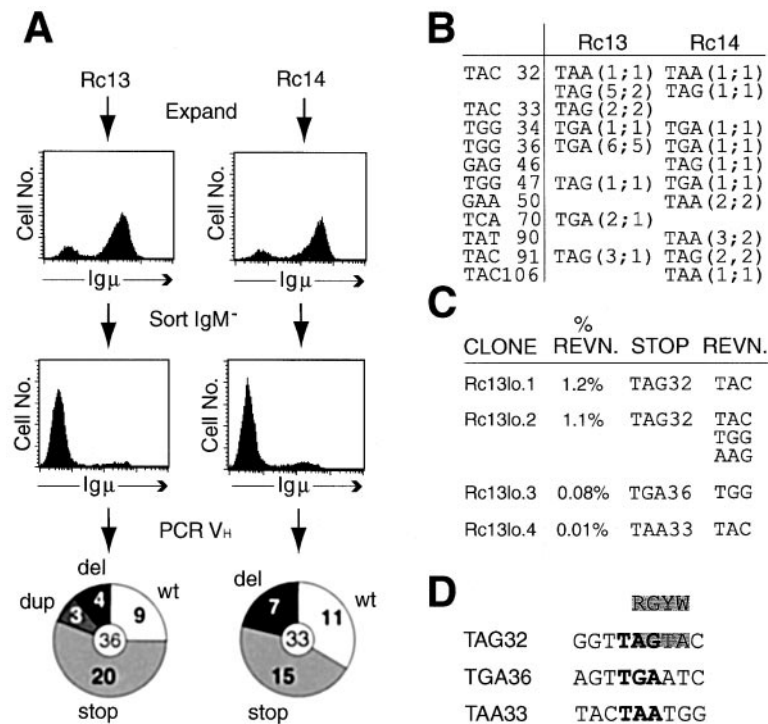 A
Rc13 Rc14
Expand
Cell No. Cell No.
Igμ Igμ
Sort IgM-
Cell No. Cell No.
Igμ Igμ
PCR VH
del
dup
wt
4
3
9
36
20
stop
del
wt
7
11
33
15
stop
B
Rc13 Rc14
TAC 32 TAA(1;1) TAA(1;1)
TAG(5;2) TAG(1;1)
TAC 33 TAG(2;2)
TGG 34 TGA(1;1) TGA(1;1)
TGG 36 TGA(6;5) TGA(1;1)
GAG 46 TAG(1;1)
TGG 47 TAG(1;1) TGA(1;1)
GAA 50 TAA(2;2)
TCA 70 TGA(2;1)
TAT 90 TAA(3;2)
TAC 91 TAG(3;1) TAG(2,2)
TAC106 TAA(1;1)
C
%
CLONE REVN. STOP REVN.
Rc13lo.1 1.2% TAG32 TAC
Rc13lo.2 1.1% TAG32 TAC
TGG
AAG
Rc13lo.3 0.08% TGA36 TGG
Rc13lo.4 0.01% TAA33 TAC
D
RGYW
TAG32 GGTTAGTAC
TGA36 AGTTGAATC
TAA33 TACTAATGG